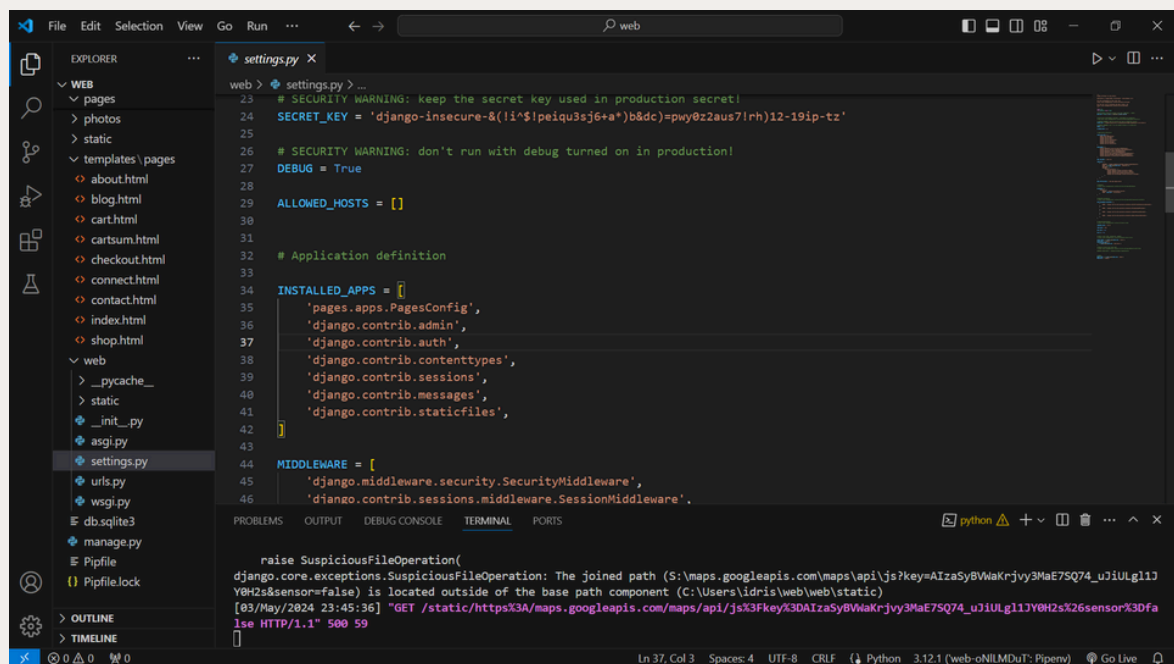 File Edit Selection View Go Run ··· web
EXPLORER ···
WEB
pages
photos
static
templates\pages
about.html
blog.html
cart.html
cartsum.html
checkout.html
connect.html
contact.html
index.html
shop.html
web
__pycache__
static
__init__.py
asgi.py
settings.py
urls.py
wsgi.py
db.sqlite3
manage.py
Pipfile
Pipfile.lock
OUTLINE
TIMELINE
settings.py
web > settings.py > ...
23 # SECURITY WARNING: keep the secret key used in production secret!
24 SECRET_KEY = 'django-insecure-&(!i^$!peiqu3sj6+a*)b&dc)=pwy0z2aus7!rh)12-19ip-tz'
25
26 # SECURITY WARNING: don't run with debug turned on in production!
27 DEBUG = True
28
29 ALLOWED_HOSTS = []
30
31
32 # Application definition
33
34 INSTALLED_APPS = [
35 'pages.apps.PagesConfig',
36 'django.contrib.admin',
37 'django.contrib.auth',
38 'django.contrib.contenttypes',
39 'django.contrib.sessions',
40 'django.contrib.messages',
41 'django.contrib.staticfiles',
42 ]
43
44 MIDDLEWARE = [
45 'django.middleware.security.SecurityMiddleware',
46 'django.contrib.sessions.middleware.SessionMiddleware',
PROBLEMS OUTPUT DEBUG CONSOLE TERMINAL PORTS python
raise SuspiciousFileOperation(
django.core.exceptions.SuspiciousFileOperation: The joined path (S:\maps.googleapis.com\maps\api\js?key=AIzaSyBVWaKrjvy3MaE7SQ74_uJiULgl1J
Y0H2s&sensor=false) is located outside of the base path component (C:\Users\idris\web\web\static)
[03/May/2024 23:45:36] "GET /static/https%3A/maps.googleapis.com/maps/api/js%3Fkey%3DAIzaSyBVWaKrjvy3MaE7SQ74_uJiULgl1JY0H2s%26sensor%3Dfa
lse HTTP/1.1" 500 59
0 0 0 Ln 37, Col 3 Spaces: 4 UTF-8 CRLF Python 3.12.1 ('web-oNlLMDuT': Pipenv) Go Live